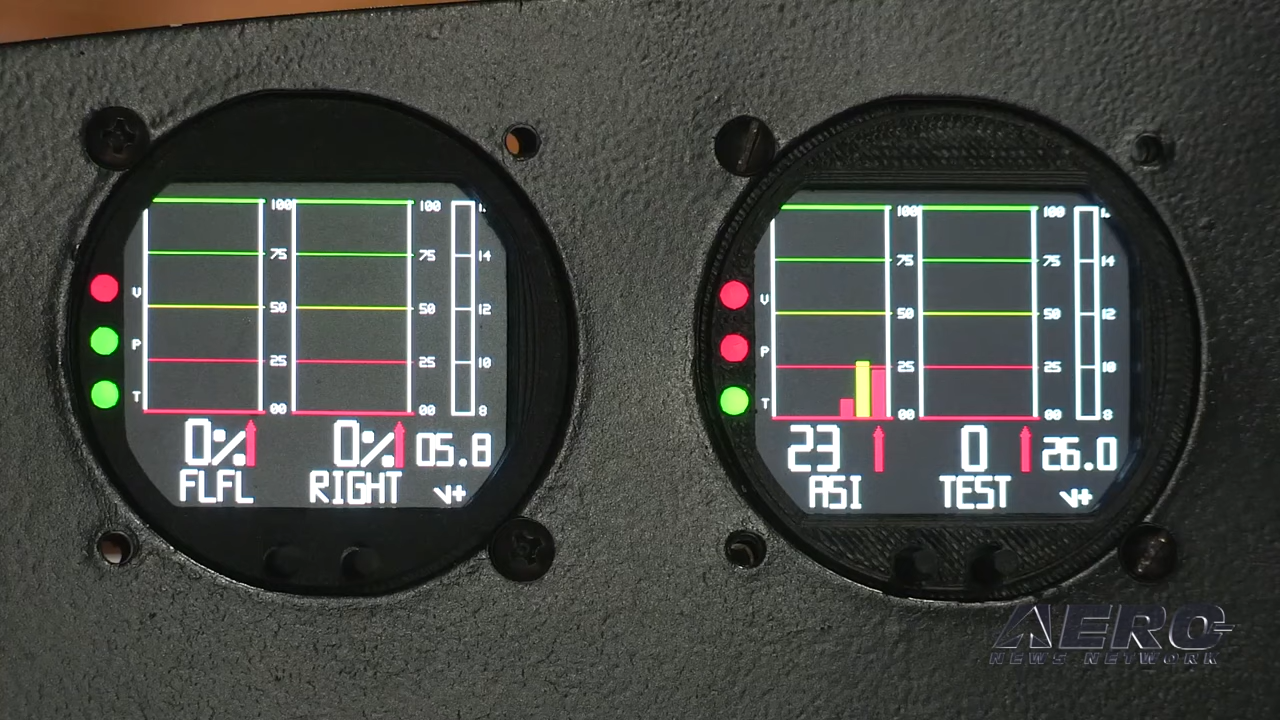 100 100 1.
75 75 14
V
50 50 12
P
25 25 10
T
00 00 8
0% 0% 05.8
FLFL RIGHT V+
100 100 1.
75 75 14
V
50 50 12
P
25 25 10
T
00 00 8
23 0 26.0
ASI TEST V+
AERO
NEWS NETWORK